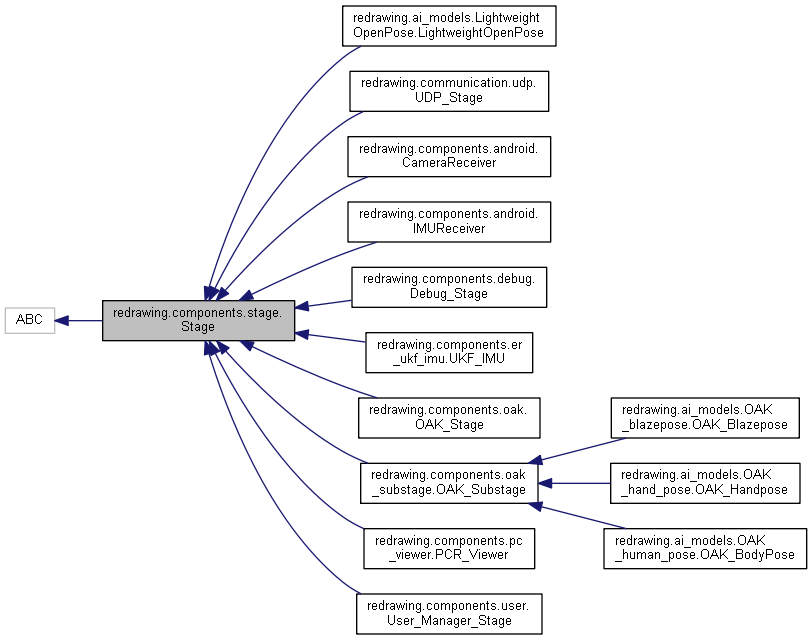 redrawing.ai_models.Lightweight
OpenPose.LightweightOpenPose
redrawing.communication.udp.
UDP_Stage
redrawing.components.android.
CameraReceiver
redrawing.components.android.
IMUReceiver
redrawing.components.debug.
Debug_Stage
ABC
redrawing.components.stage.
Stage
redrawing.components.er
_ukf_imu.UKF_IMU
redrawing.components.oak.
OAK_Stage
redrawing.components.oak
_substage.OAK_Substage
redrawing.ai_models.OAK
_blazepose.OAK_Blazepose
redrawing.ai_models.OAK
_hand_pose.OAK_Handpose
redrawing.ai_models.OAK
_human_pose.OAK_BodyPose
redrawing.components.pc
_viewer.PCR_Viewer
redrawing.components.user.
User_Manager_Stage